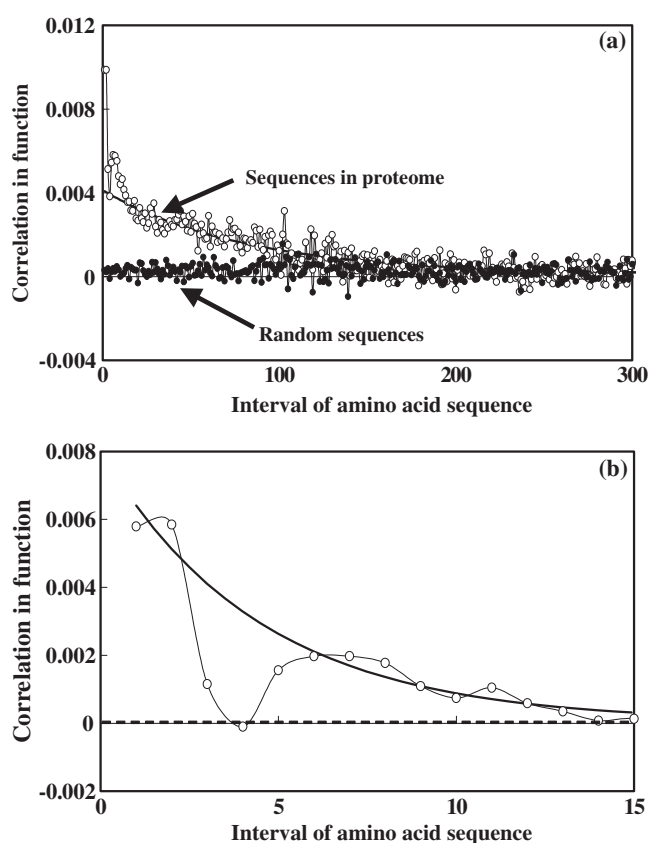 0.012
(a)
0.008
Correlation in function
Sequences in proteome
0.004
0
Random sequences
-0.004
0 100 200 300
Interval of amino acid sequence
0.008
(b)
0.006
Correlation in function
0.004
0.002
0
-0.002
0 5 10 15
Interval of amino acid sequence